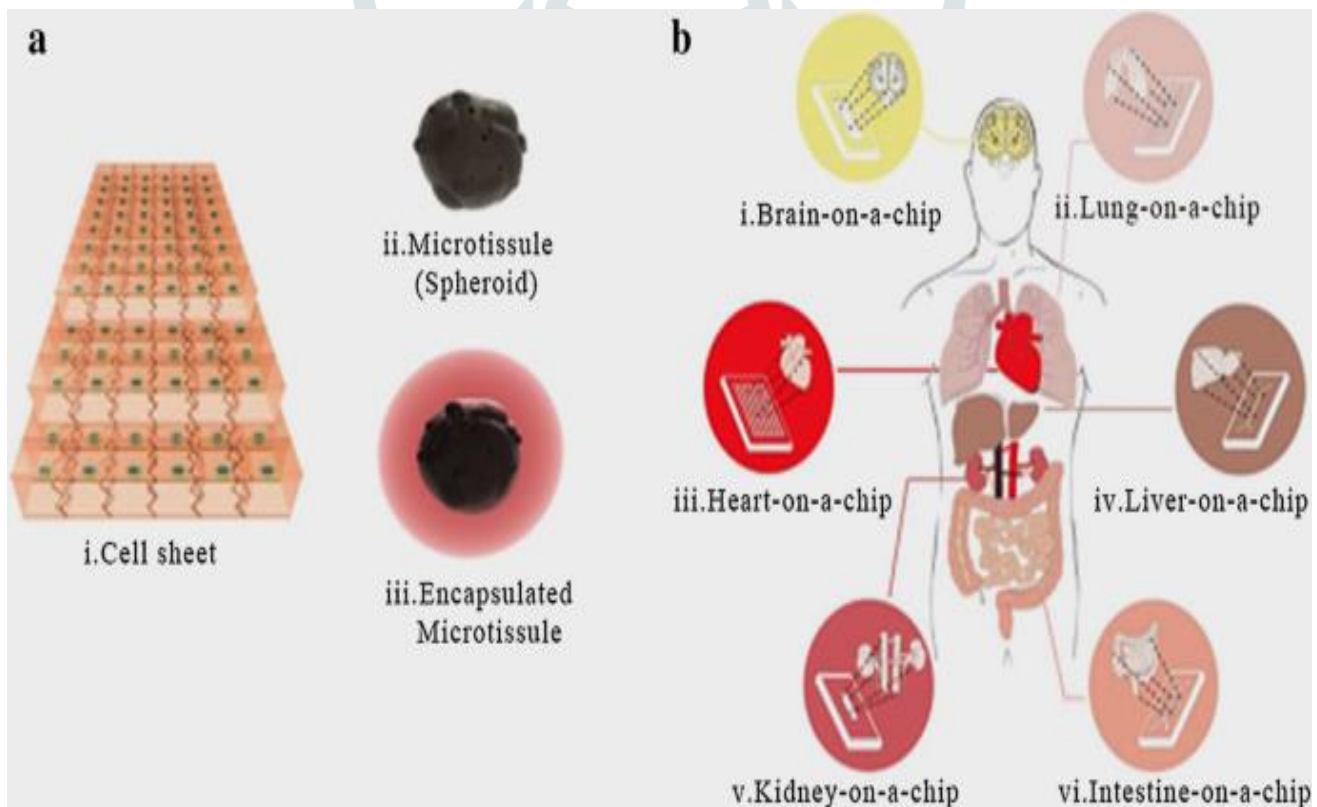 a
i.Cell sheet
ii.Microtissule
(Spheroid)
iii.Encapsulated
Microtissule
b
i.Brain-on-a-chip
ii.Lung-on-a-chip
iii.Heart-on-a-chip
iv.Liver-on-a-chip
v.Kidney-on-a-chip
vi.Intestine-on-a-chip